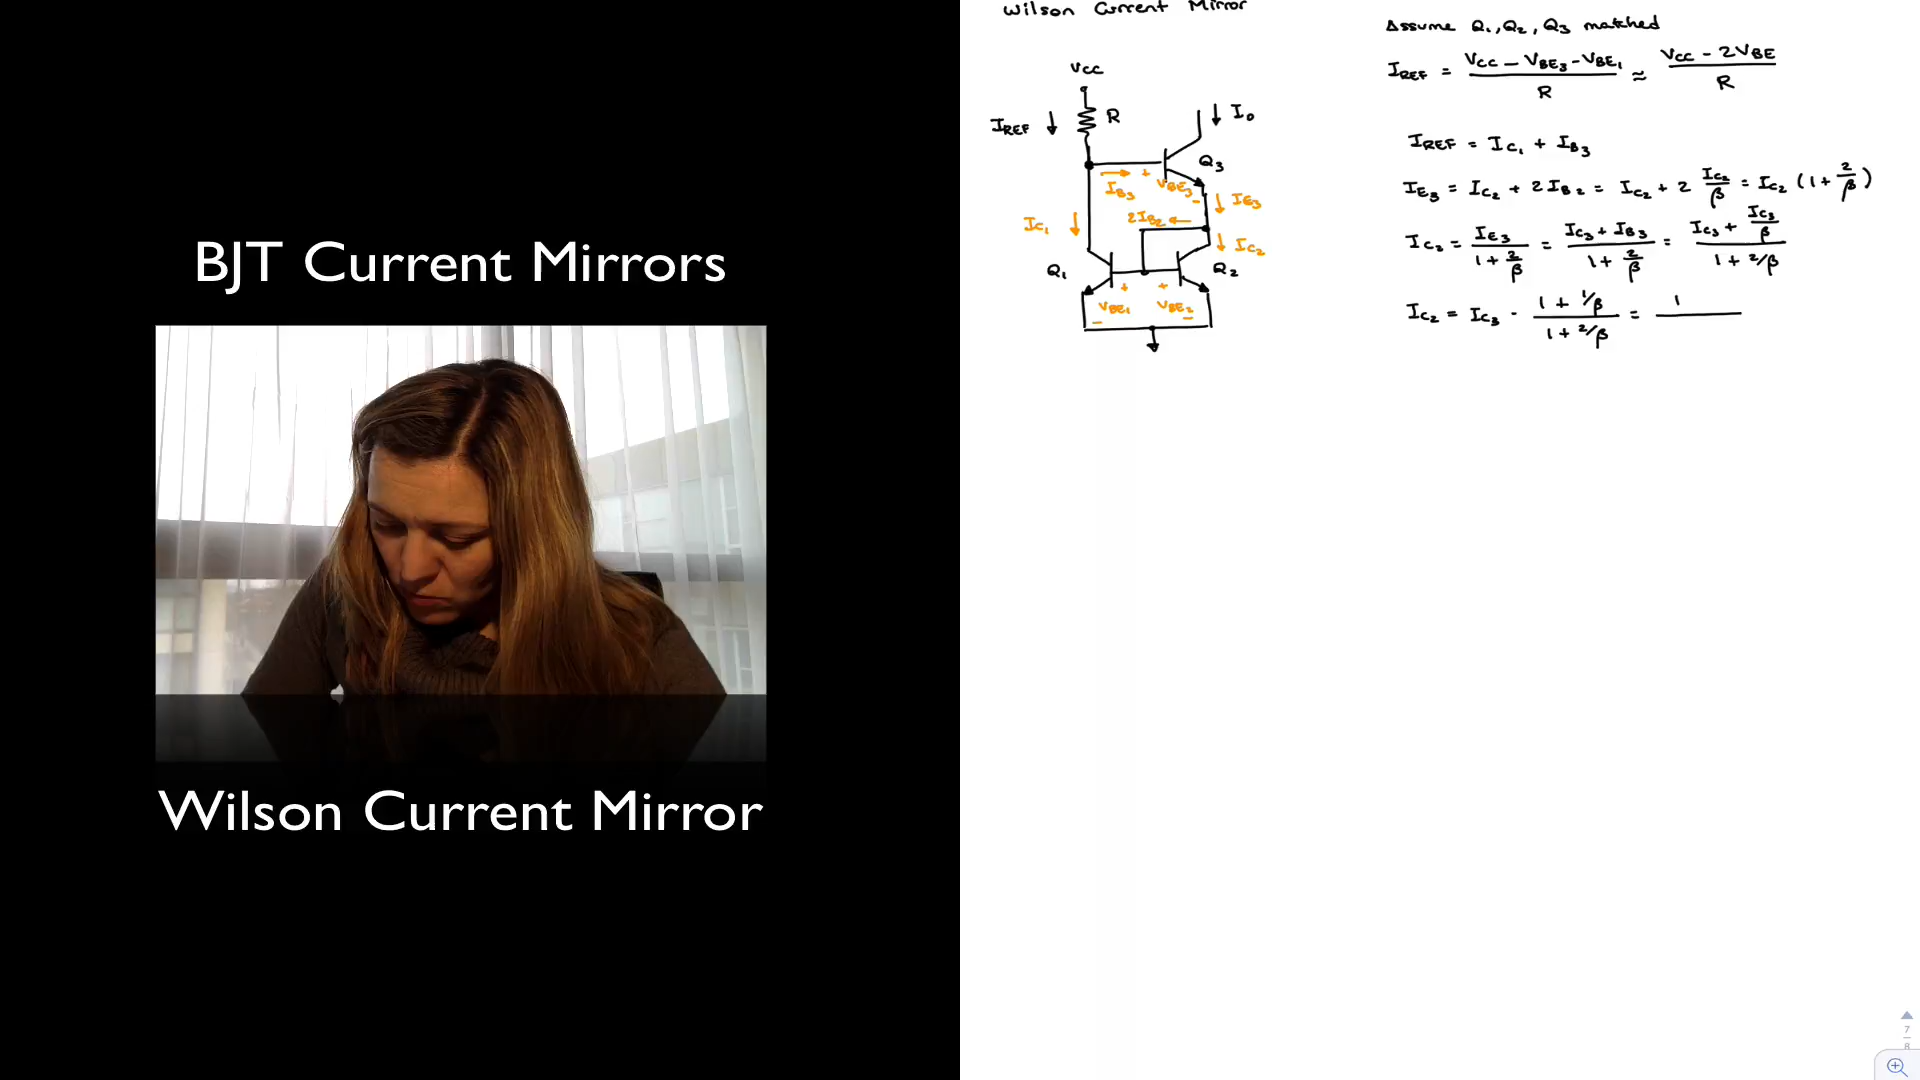 BJT Current Mirrors
Wilson Current Mirror
Wilson Current Mirror
VCC
IREF ↓
R
↓ IO
Q3
IB3
+ VBE3 -
↓ IE3
2IB2 ←
IC1 ↓
↓ IC2
Q1
Q2
+ VBE1 -
+ VBE2 -
Assume Q1, Q2, Q3 matched
IREF = (VCC - VBE3 - VBE1) / R ≈ (VCC - 2VBE) / R
IREF = IC1 + IB3
IE3 = IC2 + 2IB2 = IC2 + 2 IC2/β = IC2 (1 + 2/β)
IC2 = IE3 / (1 + 2/β) = (IC3 + IB3) / (1 + 2/β) = (IC3 + IC3/β) / (1 + 2/β)
IC2 = IC3 · (1 + 1/β) / (1 + 2/β) = 1
7
8